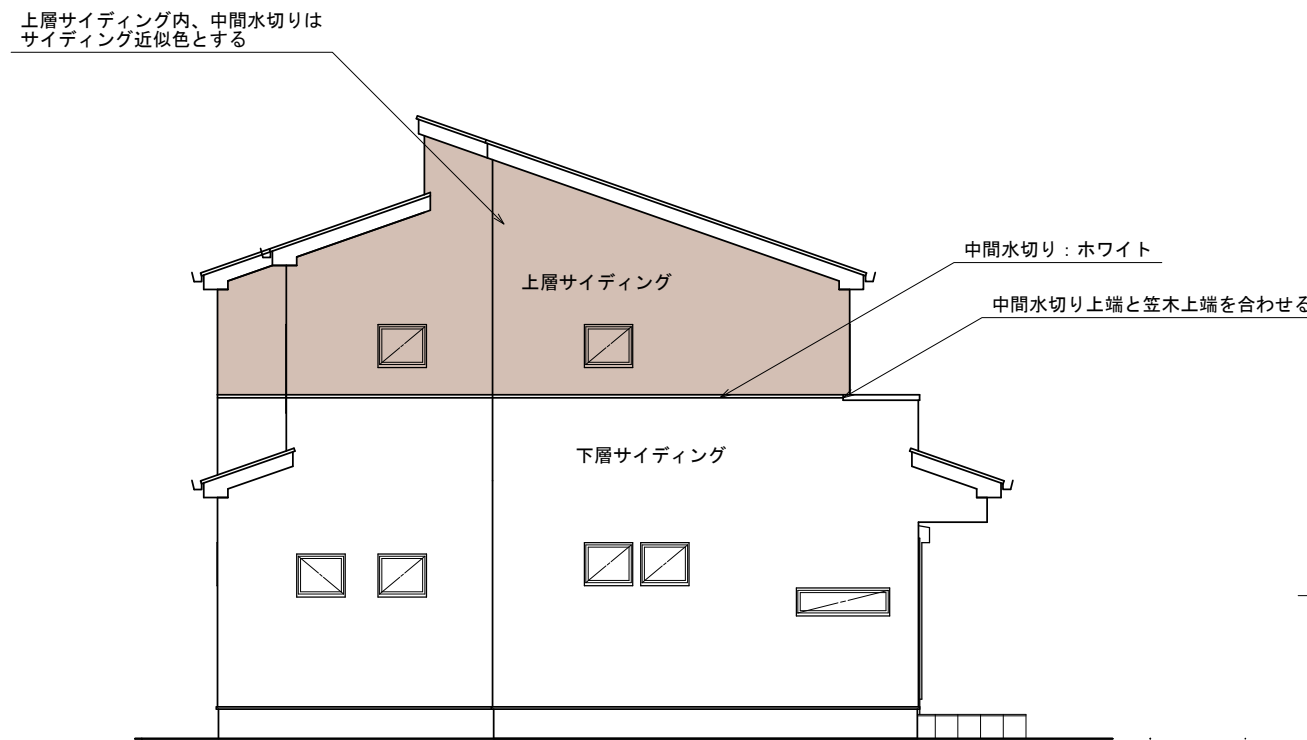 上層サイディング内、中間水切りは
サイディング近似色とする
中間水切り：ホワイト
上層サイディング
中間水切り上端と笠木上端を合わせる
下層サイディング